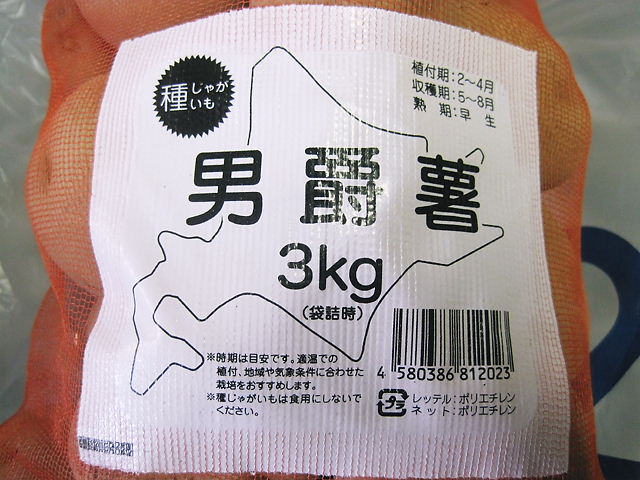 種じゃが
いも
植付期:2〜4月
収穫期:5〜8月
熟 期:早 生
男爵薯
3kg
(袋詰時)
※時期は目安です。適温での
植付、地域や気象条件に合わせた
栽培をおすすめします。
※種じゃがいもは食用にしないで
ください。
4 580386 812023
プラ
レッテル:ポリエチレン
ネット:ポリエチレン